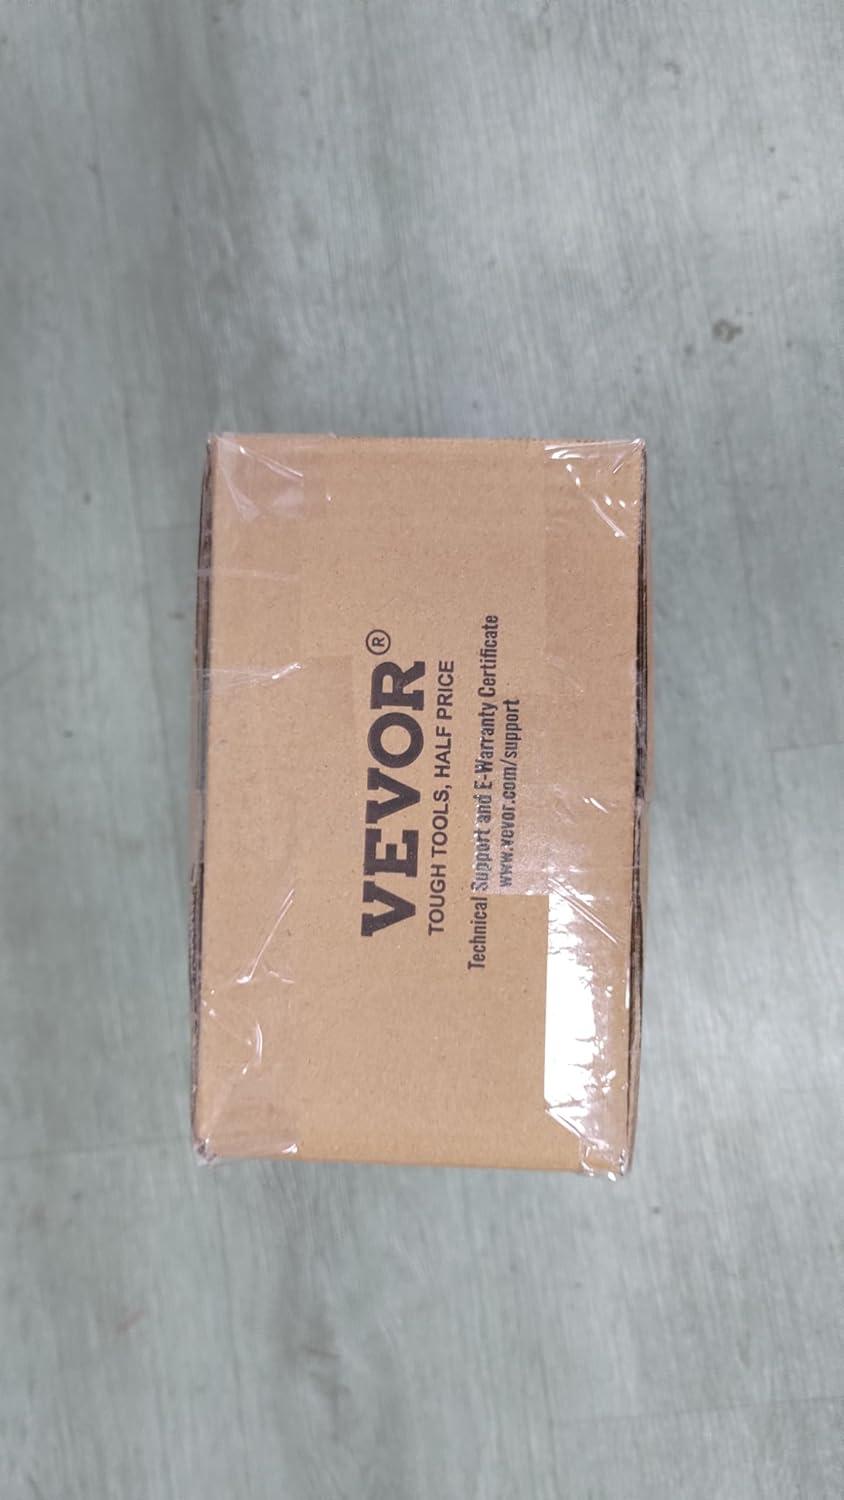 VEVOR®
TOUGH TOOLS, HALF PRICE
Technical Support and E-Warranty Certificate
www.vevor.com/support